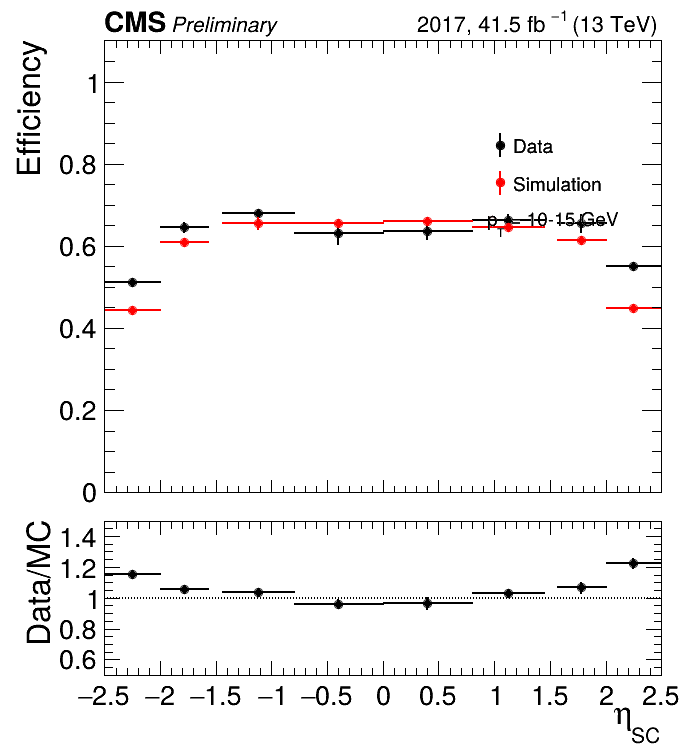 CMS Preliminary 2017, 41.5 fb⁻¹ (13 TeV)
Efficiency
1
0.8
0.6
0.4
0.2
0
Data
Simulation
p_T = 10-15 GeV
Data/MC
1.4
1.2
1
0.8
0.6
−2.5 −2 −1.5 −1 −0.5 0 0.5 1 1.5 2 2.5
η_SC